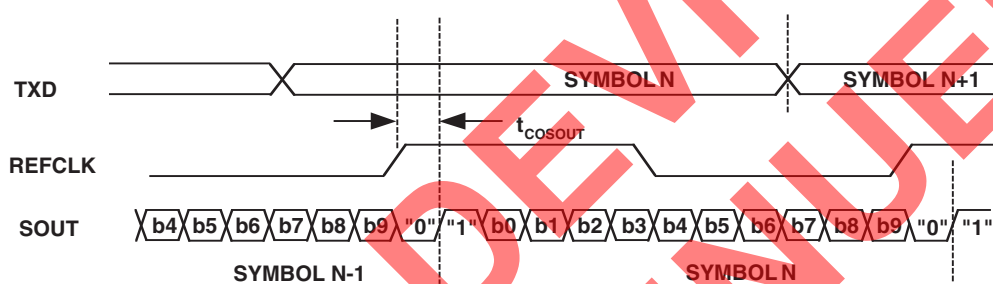 TXD SYMBOL N SYMBOL N+1
tCOSOUT
REFCLK
SOUT b4 b5 b6 b7 b8 b9 "0" "1" b0 b1 b2 b3 b4 b5 b6 b7 b8 b9 "0" "1"
SYMBOL N-1 SYMBOL N